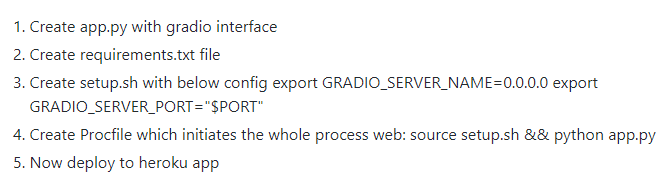 1. Create app.py with gradio interface
2. Create requirements.txt file
3. Create setup.sh with below config export GRADIO_SERVER_NAME=0.0.0.0 export
GRADIO_SERVER_PORT="$PORT"
4. Create Procfile which initiates the whole process web: source setup.sh && python app.py
5. Now deploy to heroku app